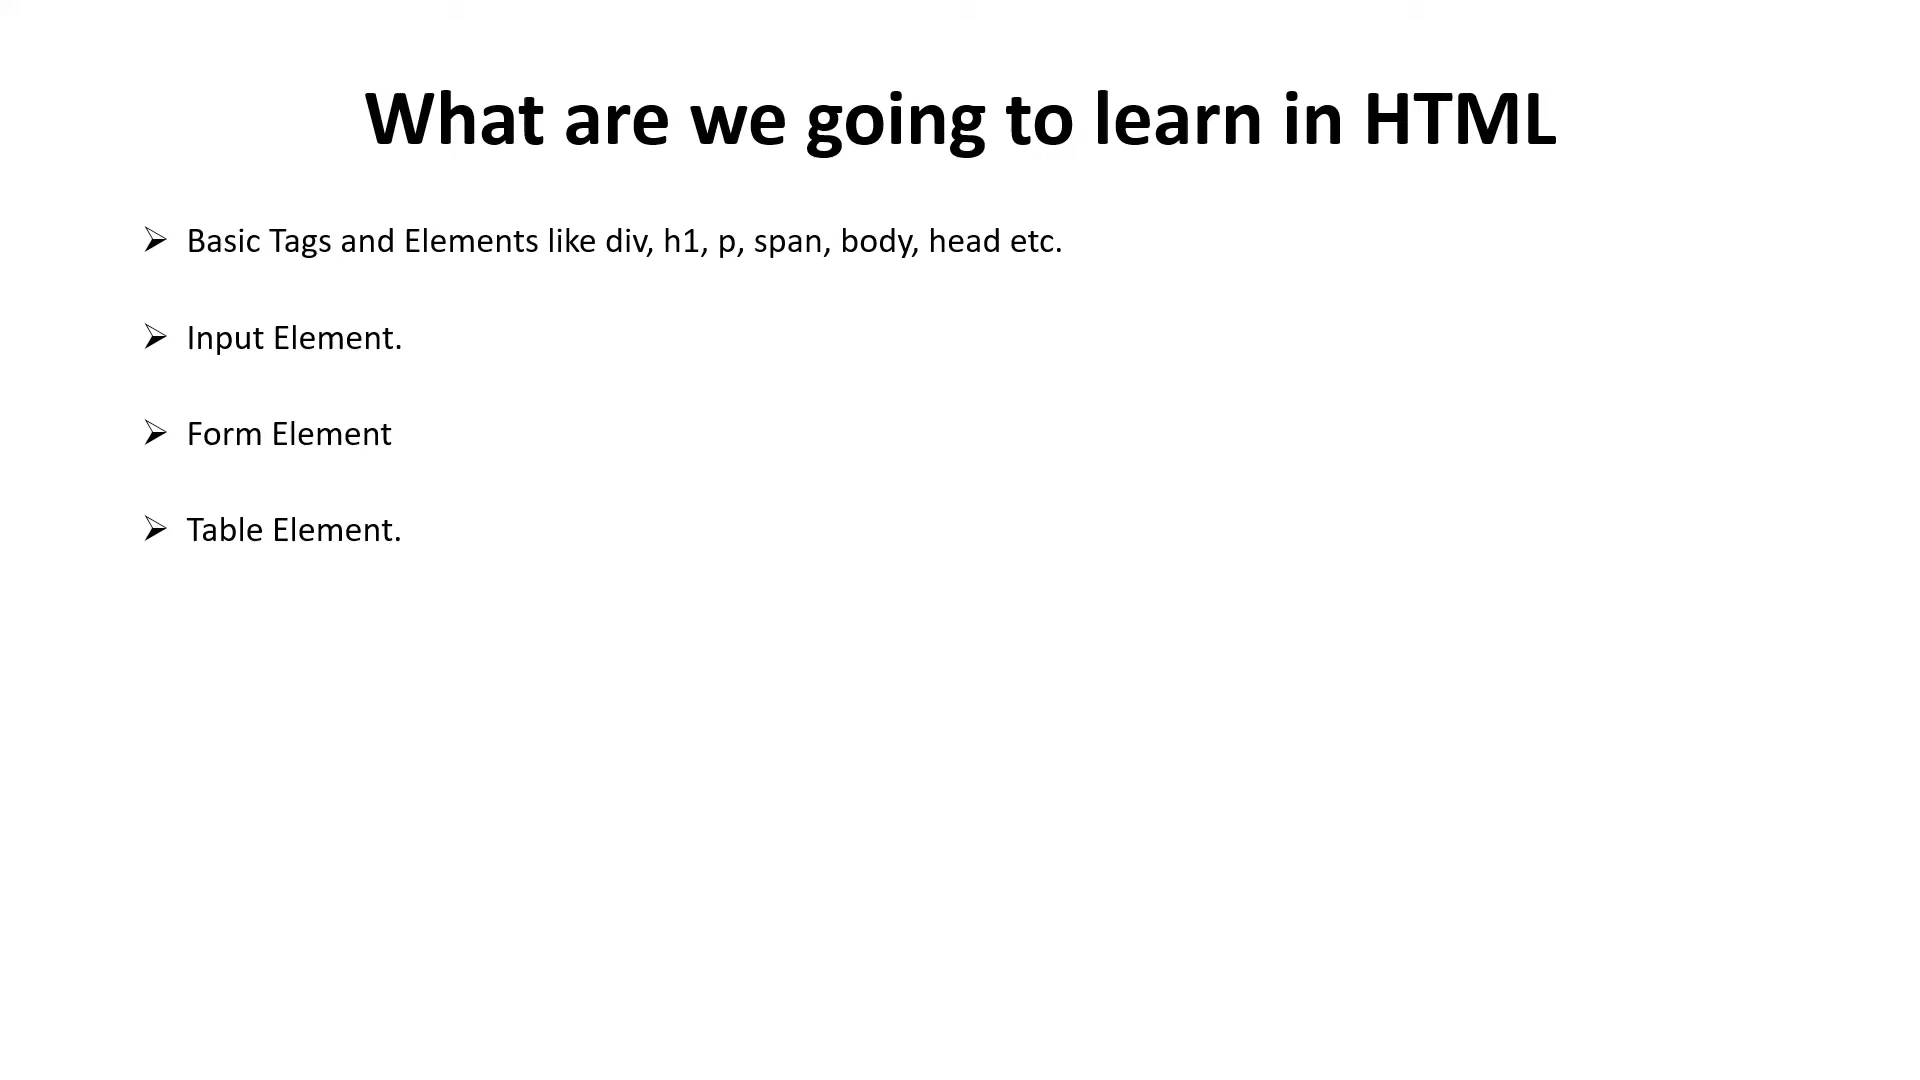 What are we going to learn in HTML
➢ Basic Tags and Elements like div, h1, p, span, body, head etc.
➢ Input Element.
➢ Form Element
➢ Table Element.